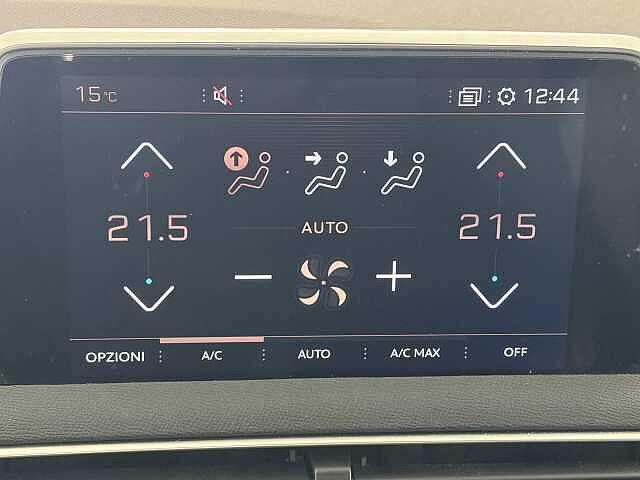 15°C 12:44
21.5 21.5
AUTO
OPZIONI A/C AUTO A/C MAX OFF